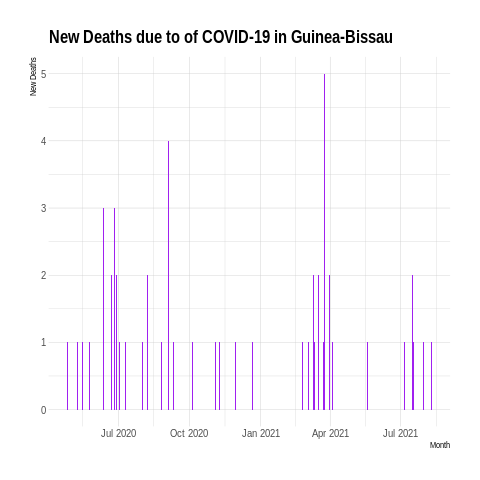 New Deaths due to of COVID-19 in Guinea-Bissau
New Deaths
5
4
3
2
1
0
Jul 2020 Oct 2020 Jan 2021 Apr 2021 Jul 2021
Month